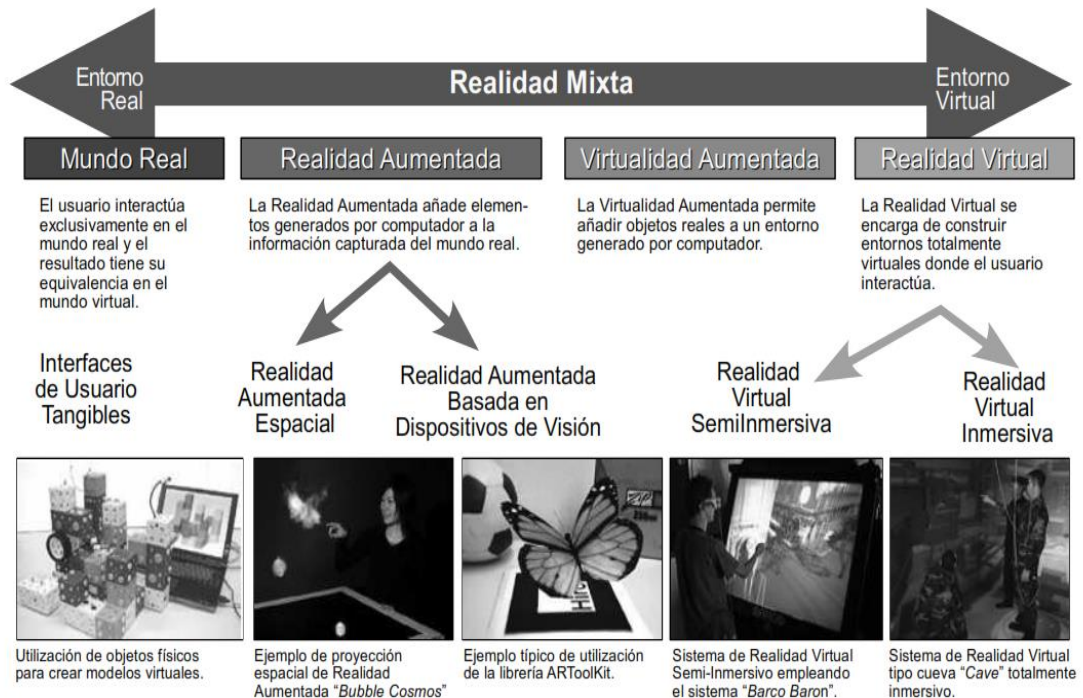 Entorno
Real
Realidad Mixta
Entorno
Virtual
Mundo Real
Realidad Aumentada
Virtualidad Aumentada
Realidad Virtual
El usuario interactúa
exclusivamente en el
mundo real y el
resultado tiene su
equivalencia en el
mundo virtual.
La Realidad Aumentada añade elemen-
tos generados por computador a la
información capturada del mundo real.
La Virtualidad Aumentada permite
añadir objetos reales a un entorno
generado por computador.
La Realidad Virtual se
encarga de construir
entornos totalmente
virtuales donde el usuario
interactúa.
Interfaces
de Usuario
Tangibles
Realidad
Aumentada
Espacial
Realidad Aumentada
Basada en
Dispositivos de Visión
Realidad
Virtual
SemiInmersiva
Realidad
Virtual
Inmersiva
Hiro
Utilización de objetos físicos
para crear modelos virtuales.
Ejemplo de proyección
espacial de Realidad
Aumentada “Bubble Cosmos”
Ejemplo típico de utilización
de la librería ARToolKit.
Sistema de Realidad Virtual
Semi-Inmersivo empleando
el sistema “Barco Baron”.
Sistema de Realidad Virtual
tipo cueva “Cave” totalmente
inmersivo.